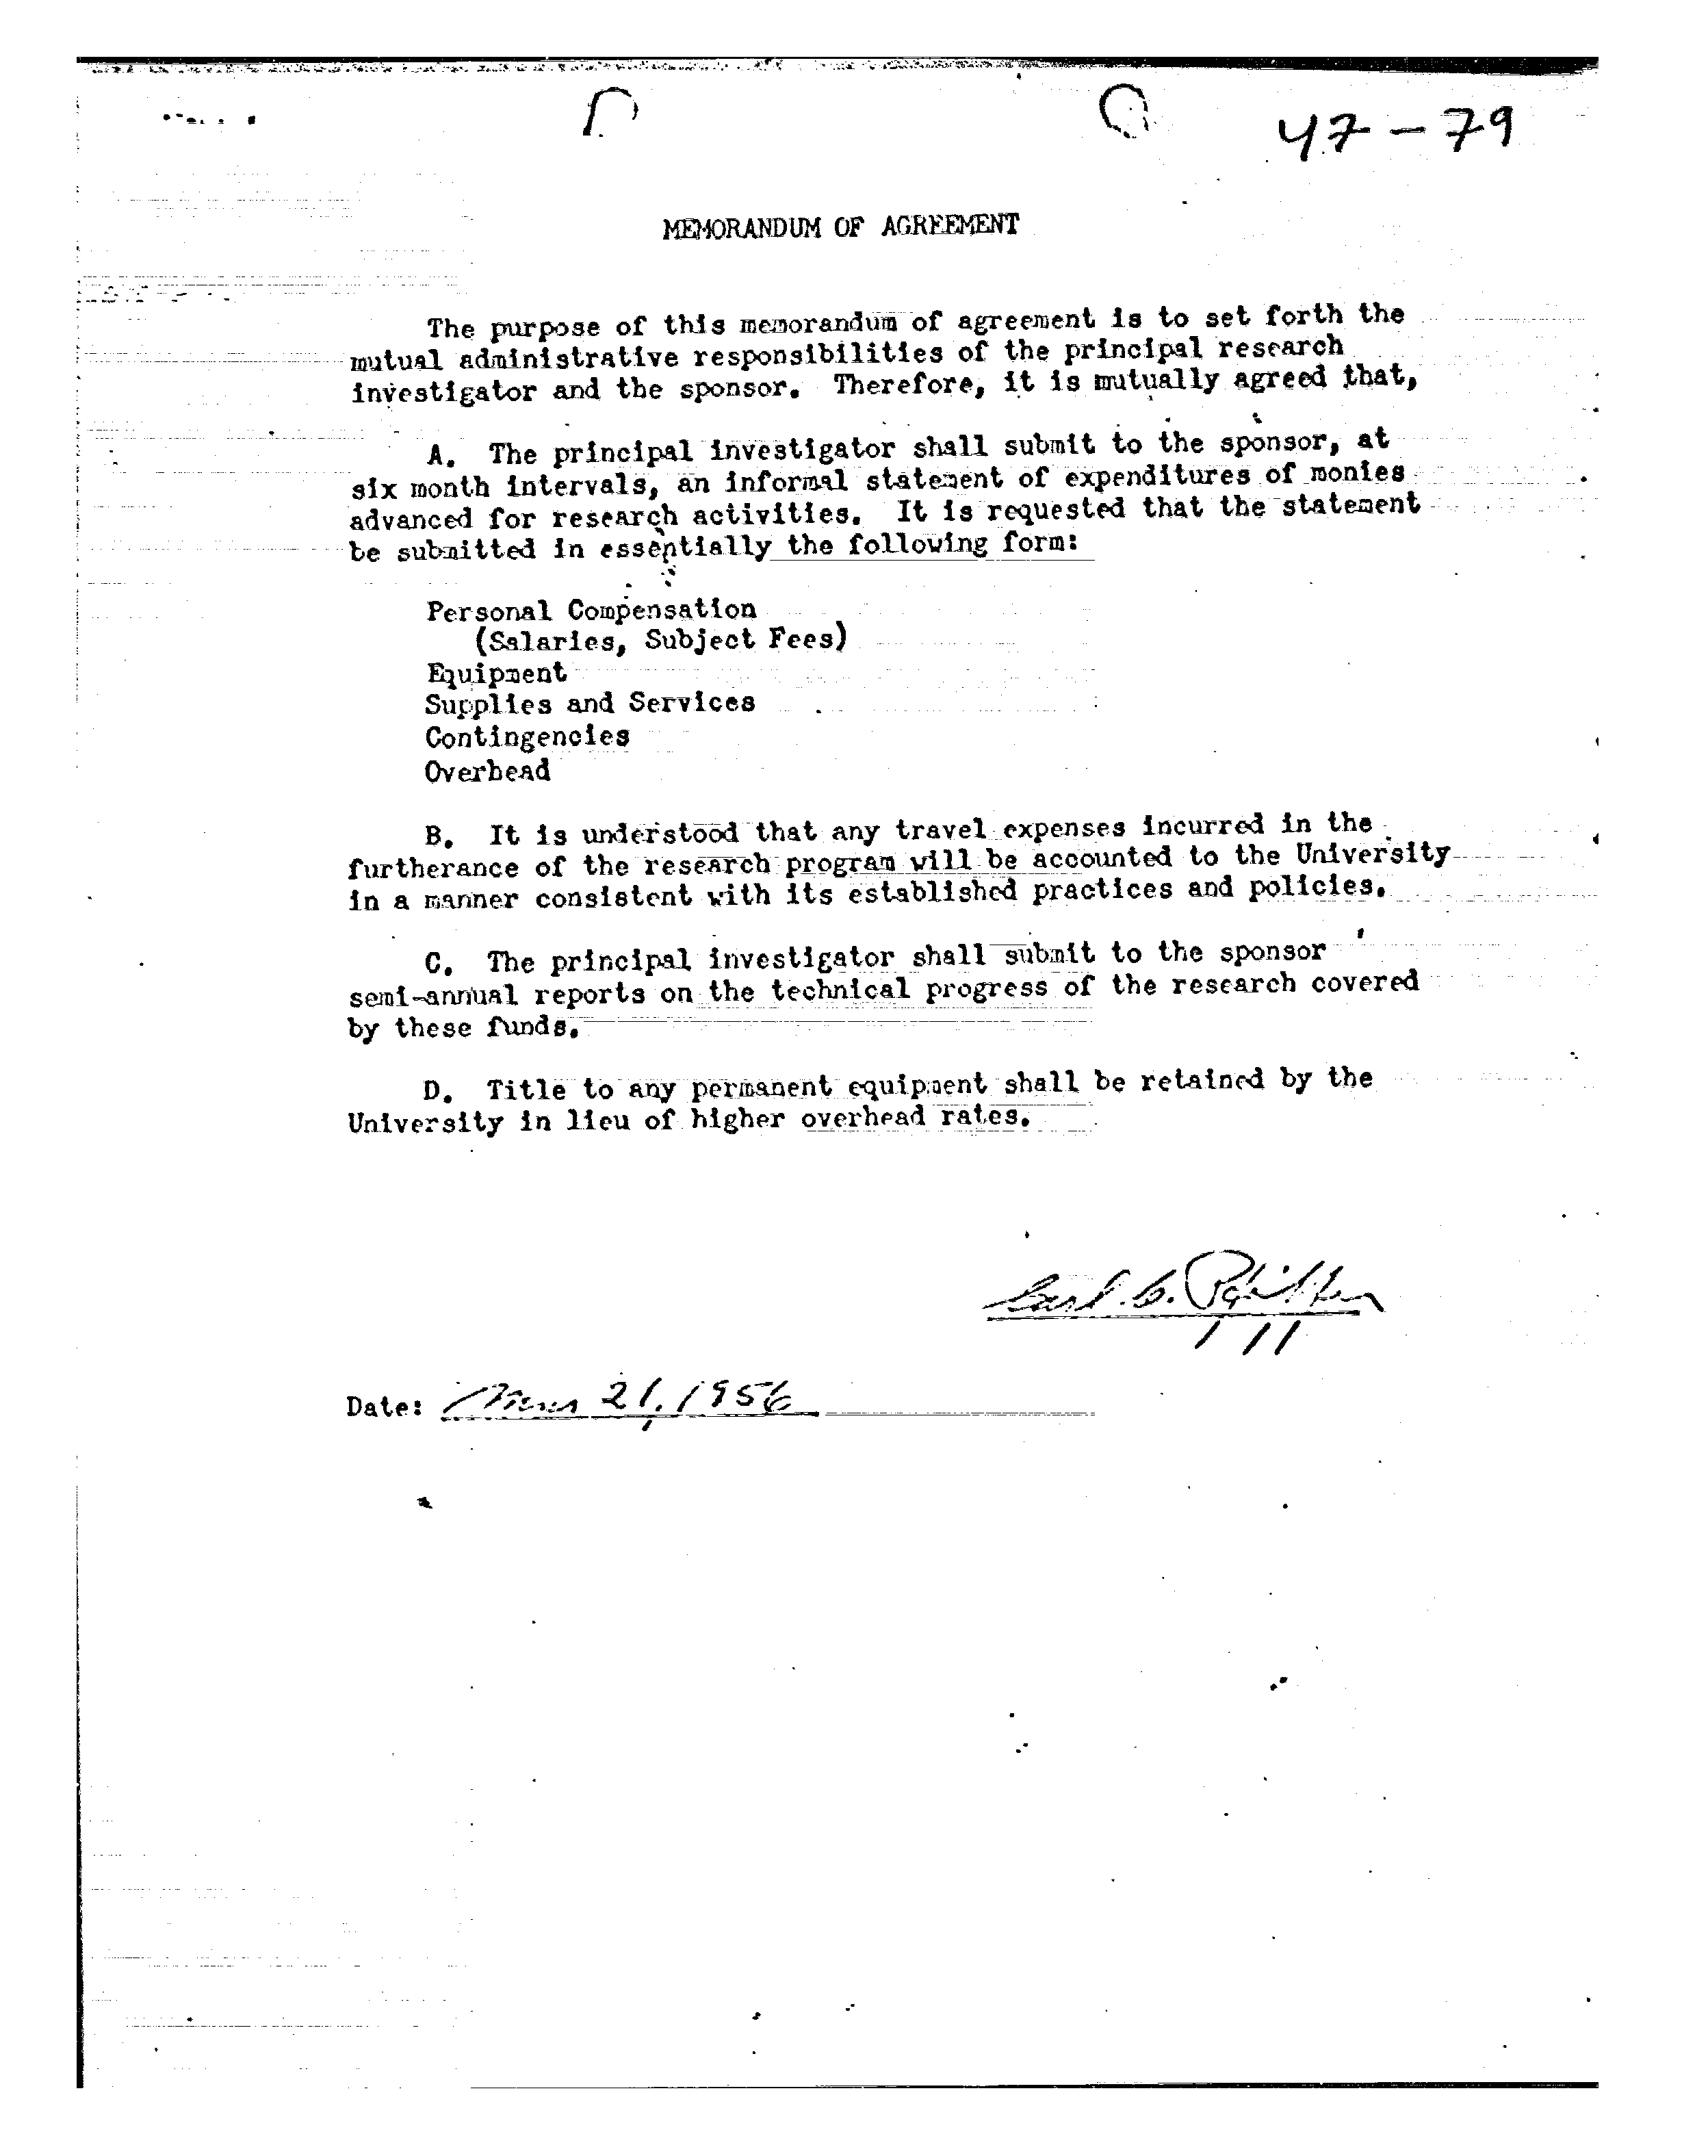 47-79
MEMORANDUM OF AGREEMENT
The purpose of this memorandum of agreement is to set forth the
mutual administrative responsibilities of the principal research
investigator and the sponsor. Therefore, it is mutually agreed that,
A. The principal investigator shall submit to the sponsor, at
six month intervals, an informal statement of expenditures of monies
advanced for research activities. It is requested that the statement
be submitted in essentially the following form:
Personal Compensation
(Salaries, Subject Fees)
Equipment
Supplies and Services
Contingencies
Overhead
B. It is understood that any travel expenses incurred in the
furtherance of the research program will be accounted to the University
in a manner consistent with its established practices and policies.
C. The principal investigator shall submit to the sponsor
semi-annual reports on the technical progress of the research covered
by these funds.
D. Title to any permanent equipment shall be retained by the
University in lieu of higher overhead rates.
Date: 21, 1956